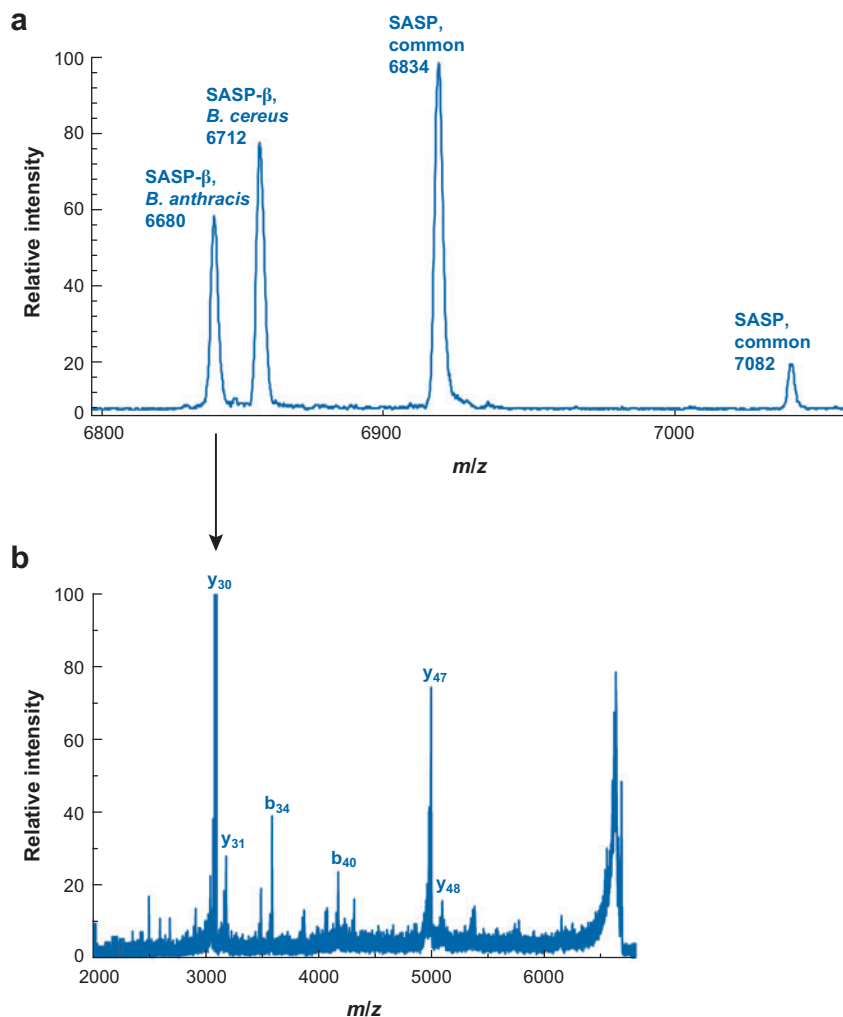 a
SASP,
common
6834
SASP-β,
B. cereus
6712
SASP-β,
B. anthracis
6680
SASP,
common
7082
Relative intensity
100
80
60
40
20
0
6800
6900
7000
m/z
b
y30
y31
b34
b40
y47
y48
Relative intensity
100
80
60
40
20
0
2000
3000
4000
5000
6000
m/z